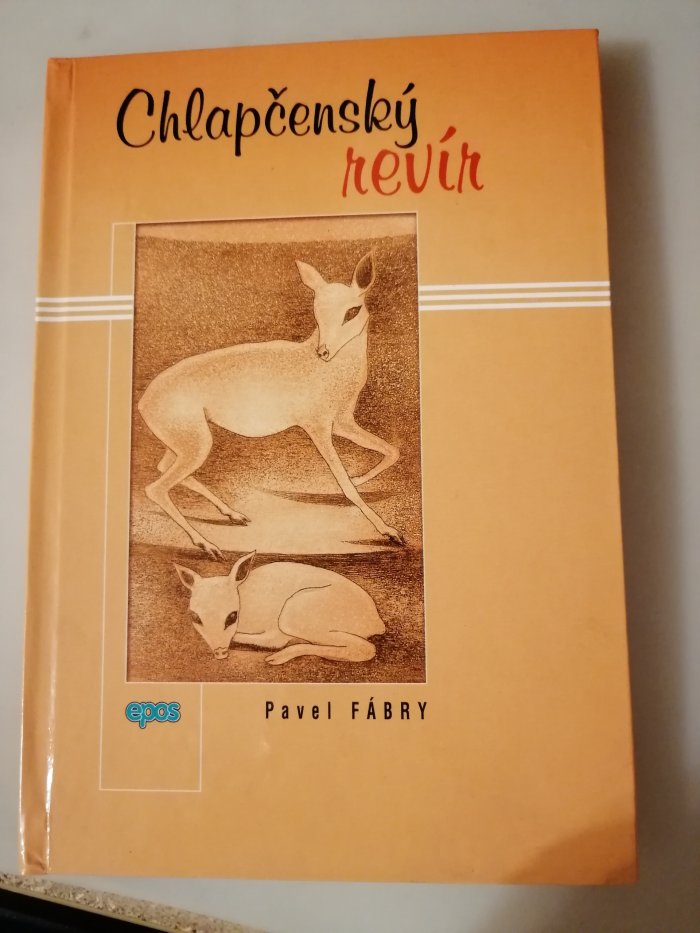 Chlapčenský
revír
epos
Pavel FÁBRY